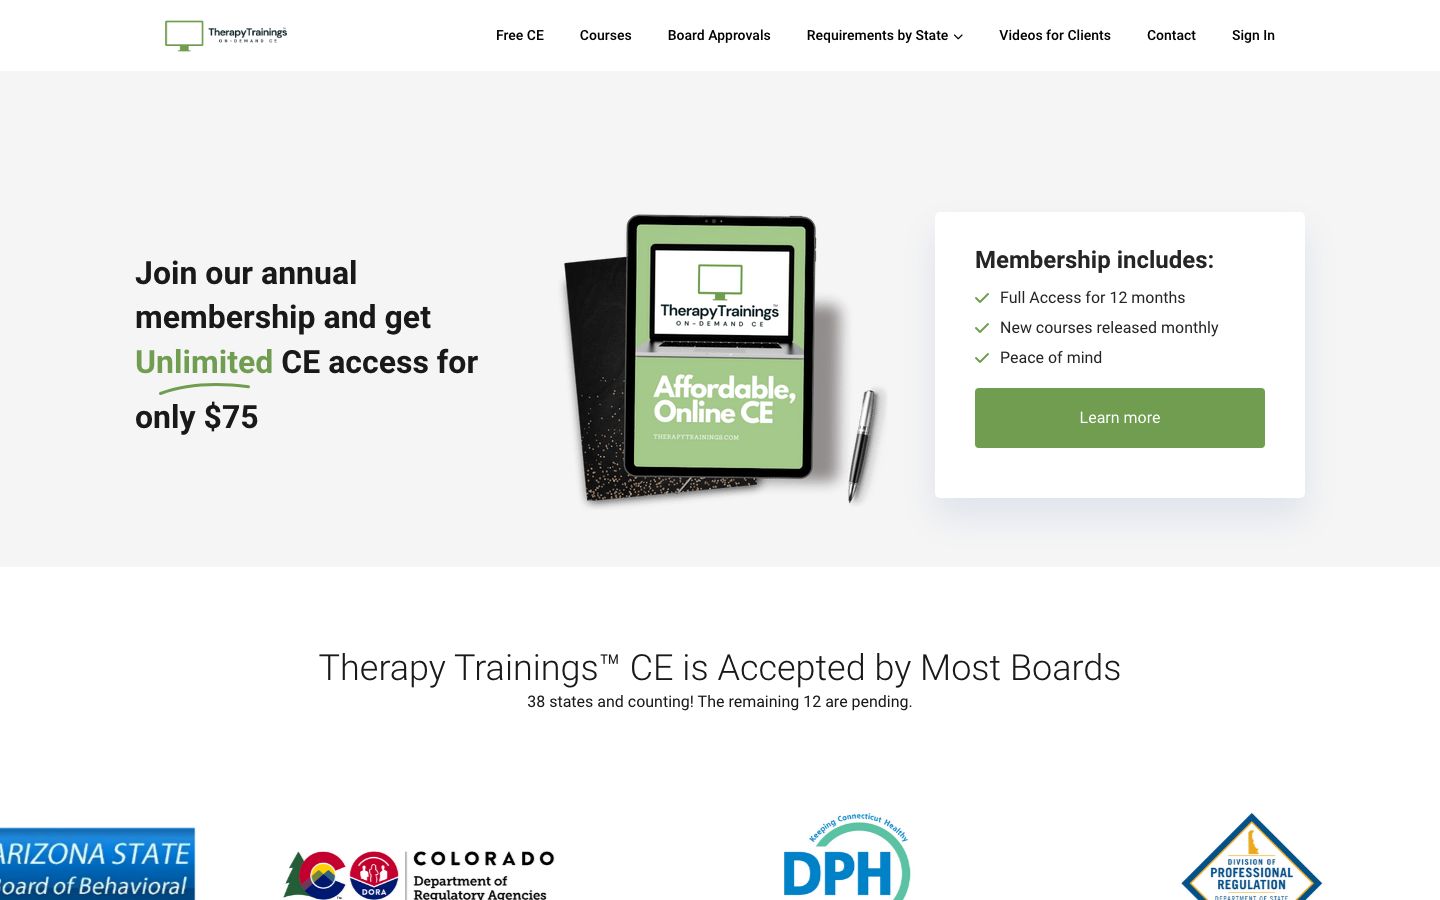 TherapyTrainings
ON-DEMAND CE
Free CE
Courses
Board Approvals
Requirements by State
Videos for Clients
Contact
Sign In
Join our annual
membership and get
Unlimited CE access for
only $75
TherapyTrainings™
ON-DEMAND CE
Affordable,
Online CE
THERAPYTRAININGS.COM
Membership includes:
Full Access for 12 months
New courses released monthly
Peace of mind
Learn more
Therapy Trainings™ CE is Accepted by Most Boards
38 states and counting! The remaining 12 are pending.
ARIZONA STATE
Board of Behavioral
C
DORA
COLORADO
Department of
Regulatory Agencies
Keeping Connecticut Healthy
DPH
DIVISION OF
PROFESSIONAL
REGULATION
DEPARTMENT OF STATE